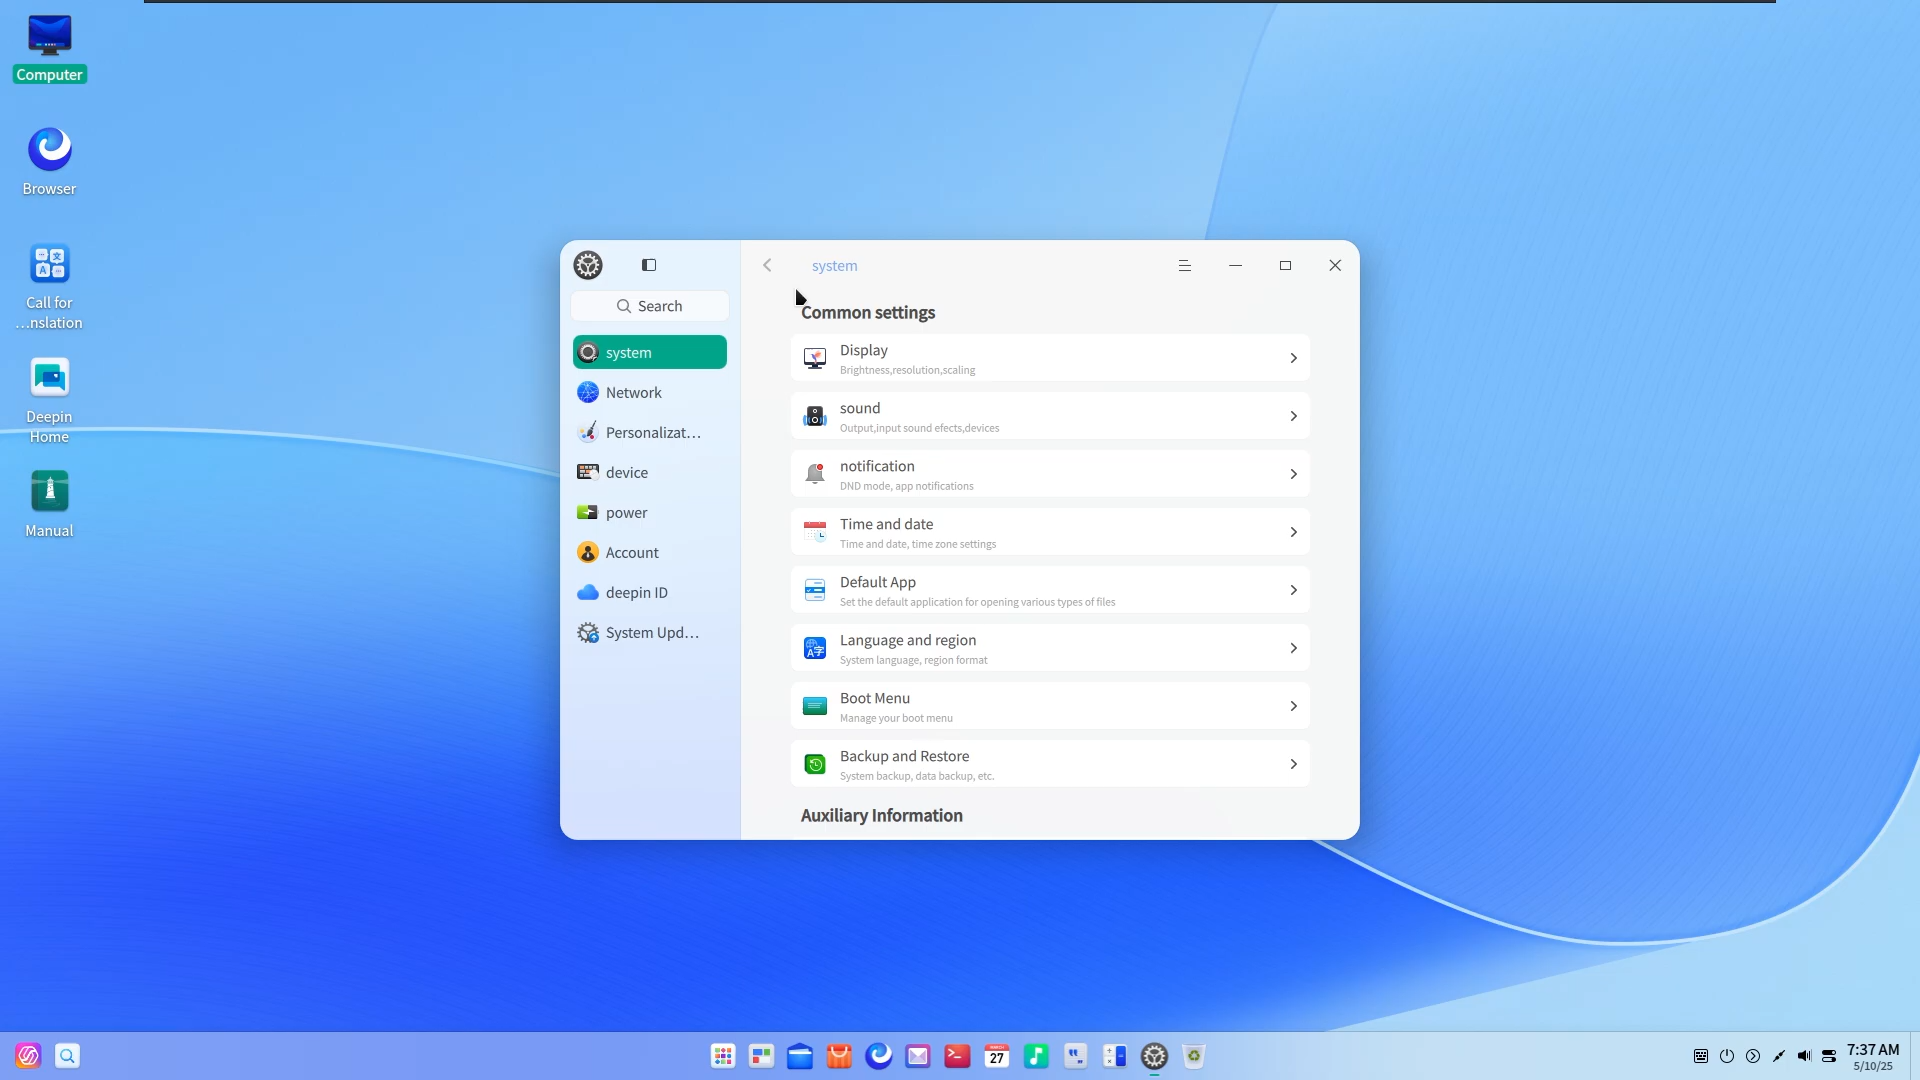 Computer
Browser
Call for
...nslation
Deepin
Home
Manual
Search
system
Network
Personalizat...
device
power
Account
deepin ID
System Upd...
system
Common settings
Display
Brightness,resolution,scaling
sound
Output,input sound efects,devices
notification
DND mode, app notifications
Time and date
Time and date, time zone settings
Default App
Set the default application for opening various types of files
Language and region
System language, region format
Boot Menu
Manage your boot menu
Backup and Restore
System backup, data backup, etc.
Auxiliary Information
MARCH
27
7:37 AM
5/10/25